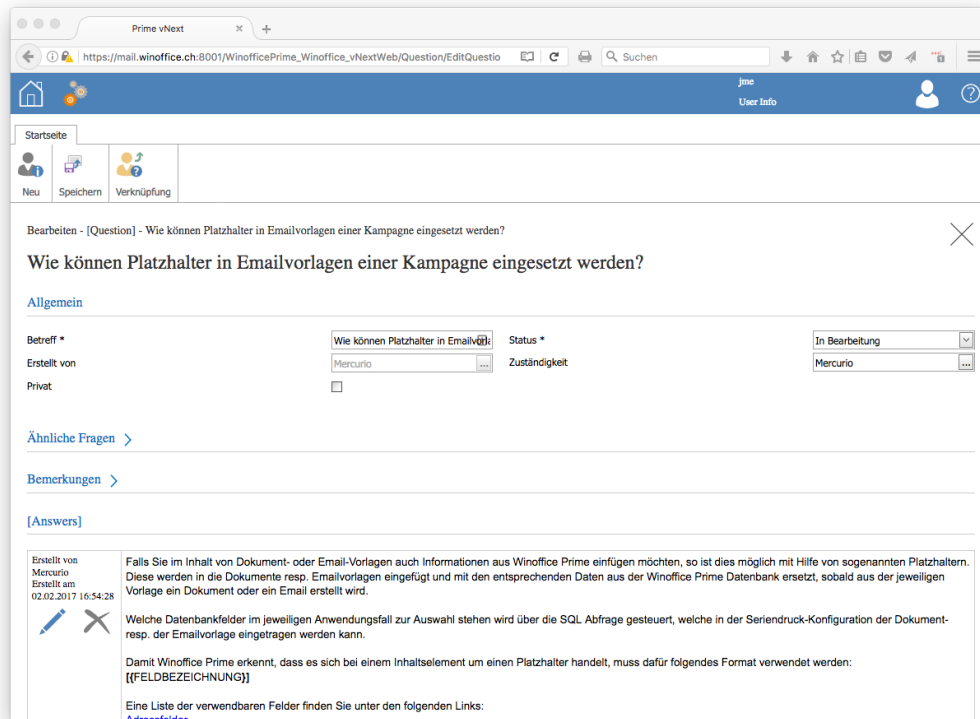 Prime vNext
https://mail.winoffice.ch:8001/WinofficePrime_Winoffice_vNextWeb/Question/EditQuestio
Suchen
jme
User Info
Startseite
Neu
Speichern
Verknüpfung
Bearbeiten - [Question] - Wie können Platzhalter in Emailvorlagen einer Kampagne eingesetzt werden?
Wie können Platzhalter in Emailvorlagen einer Kampagne eingesetzt werden?
Allgemein
Betreff *
Wie können Platzhalter in Emailvorla
Status *
In Bearbeitung
Erstellt von
Mercurio
...
Zuständigkeit
Mercurio
...
Privat
Ähnliche Fragen
Bemerkungen
[Answers]
Erstellt von
Mercurio
Erstellt am
02.02.2017 16:54:28
Falls Sie im Inhalt von Dokument- oder Email-Vorlagen auch Informationen aus Winoffice Prime einfügen möchten, so ist dies möglich mit Hilfe von sogenannten Platzhaltern.
Diese werden in die Dokumente resp. Emailvorlagen eingefügt und mit den entsprechenden Daten aus der Winoffice Prime Datenbank ersetzt, sobald aus der jeweiligen
Vorlage ein Dokument oder ein Email erstellt wird.
Welche Datenbankfelder im jeweiligen Anwendungsfall zur Auswahl stehen wird über die SQL Abfrage gesteuert, welche in der Seriendruck-Konfiguration der Dokument-
resp. der Emailvorlage eingetragen werden kann.
Damit Winoffice Prime erkennt, dass es sich bei einem Inhaltselement um einen Platzhalter handelt, muss dafür folgendes Format verwendet werden:
[{FELDBEZEICHNUNG}]
Eine Liste der verwendbaren Felder finden Sie unter den folgenden Links:
Adressfelder